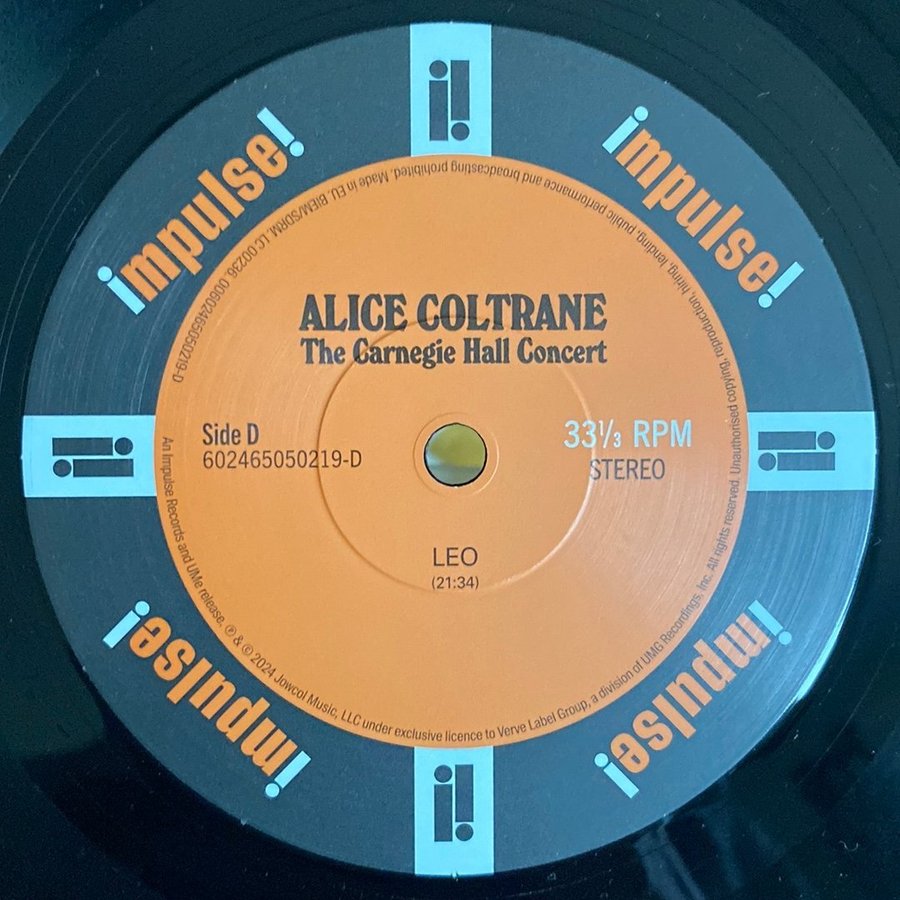 impulse!
impulse!
impulse!
impulse!
ALICE COLTRANE
The Carnegie Hall Concert
Side D
602465050219-D
33⅓ RPM
STEREO
LEO
(21:34)
An Impulse Records and UMe release. ℗ & © 2024 Jowcol Music, LLC under exclusive licence to Verve Label Group, a division of UMG Recordings, Inc. All rights reserved. Unauthorised copying, reproduction, hiring, lending, public performance and broadcasting prohibited. Made in EU. BIEM/SDRM. LC 00236. 00602465050219-D